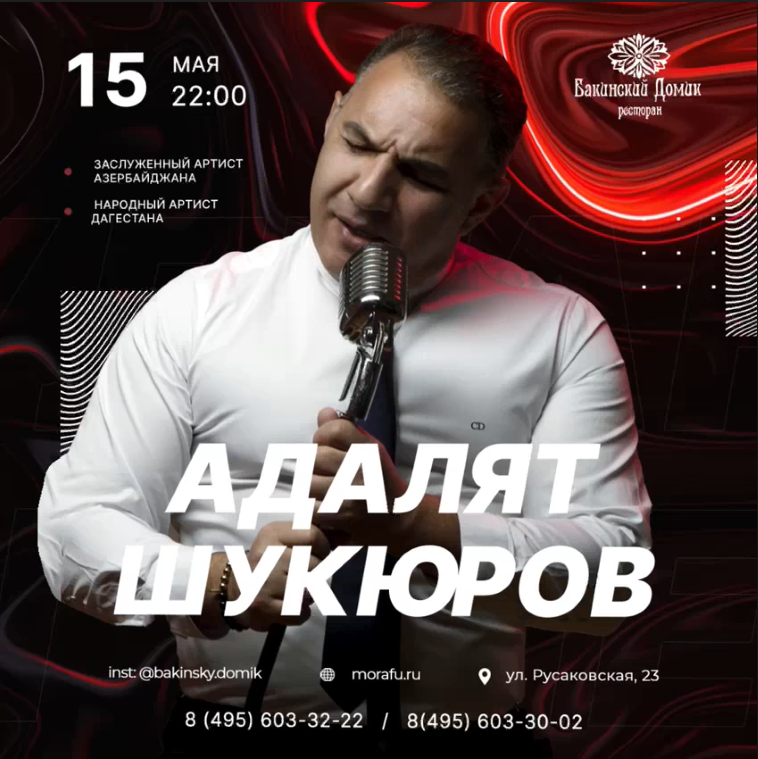 15 МАЯ
22:00
Бакинский Домик
ресторан
ЗАСЛУЖЕННЫЙ АРТИСТ
АЗЕРБАЙДЖАНА
НАРОДНЫЙ АРТИСТ
ДАГЕСТАНА
CD
АДАЛЯТ
ШУКЮРОВ
inst: @bakinsky.domik
morafu.ru
ул. Русаковская, 23
8 (495) 603-32-22 / 8(495) 603-30-02